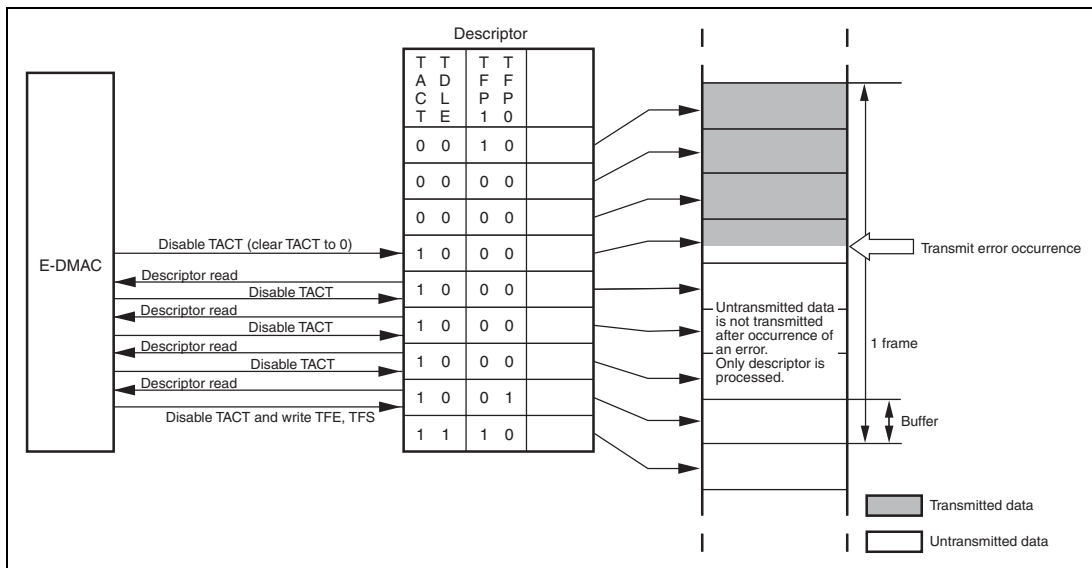 Descriptor
T T T T
A D F F
C L P P
T E 1 0
0 0 1 0
0 0 0 0
0 0 0 0
Disable TACT (clear TACT to 0)
1 0 0 0
Transmit error occurrence
E-DMAC
Descriptor read
1 0 0 0
Disable TACT
Descriptor read
1 0 0 0
Disable TACT
Descriptor read
1 0 0 0
Disable TACT
Descriptor read
1 0 0 1
Disable TACT and write TFE, TFS
1 1 1 0
Untransmitted data
is not transmitted
after occurrence of
an error.
Only descriptor is
processed.
1 frame
Buffer
Transmitted data
Untransmitted data